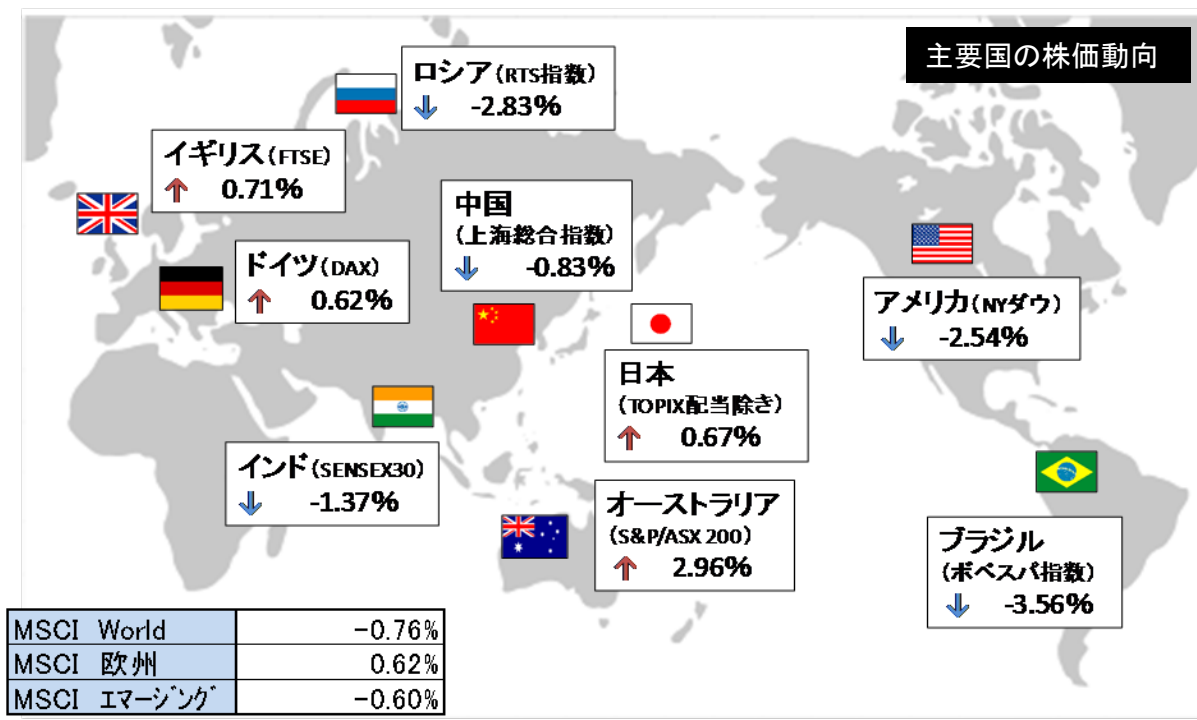 主要国の株価動向
ロシア(RTS指数)
-2.83%
イギリス(FTSE)
0.71%
中国
(上海総合指数)
-0.83%
ドイツ(DAX)
0.62%
アメリカ(NYダウ)
-2.54%
日本
(TOPIX配当除き)
0.67%
インド(SENSEX30)
-1.37%
オーストラリア
(S&P/ASX 200)
2.96%
ブラジル
(ボベスパ指数)
-3.56%
MSCI World -0.76%
MSCI 欧州 0.62%
MSCI ｴﾏｰｼﾞﾝｸﾞ -0.60%